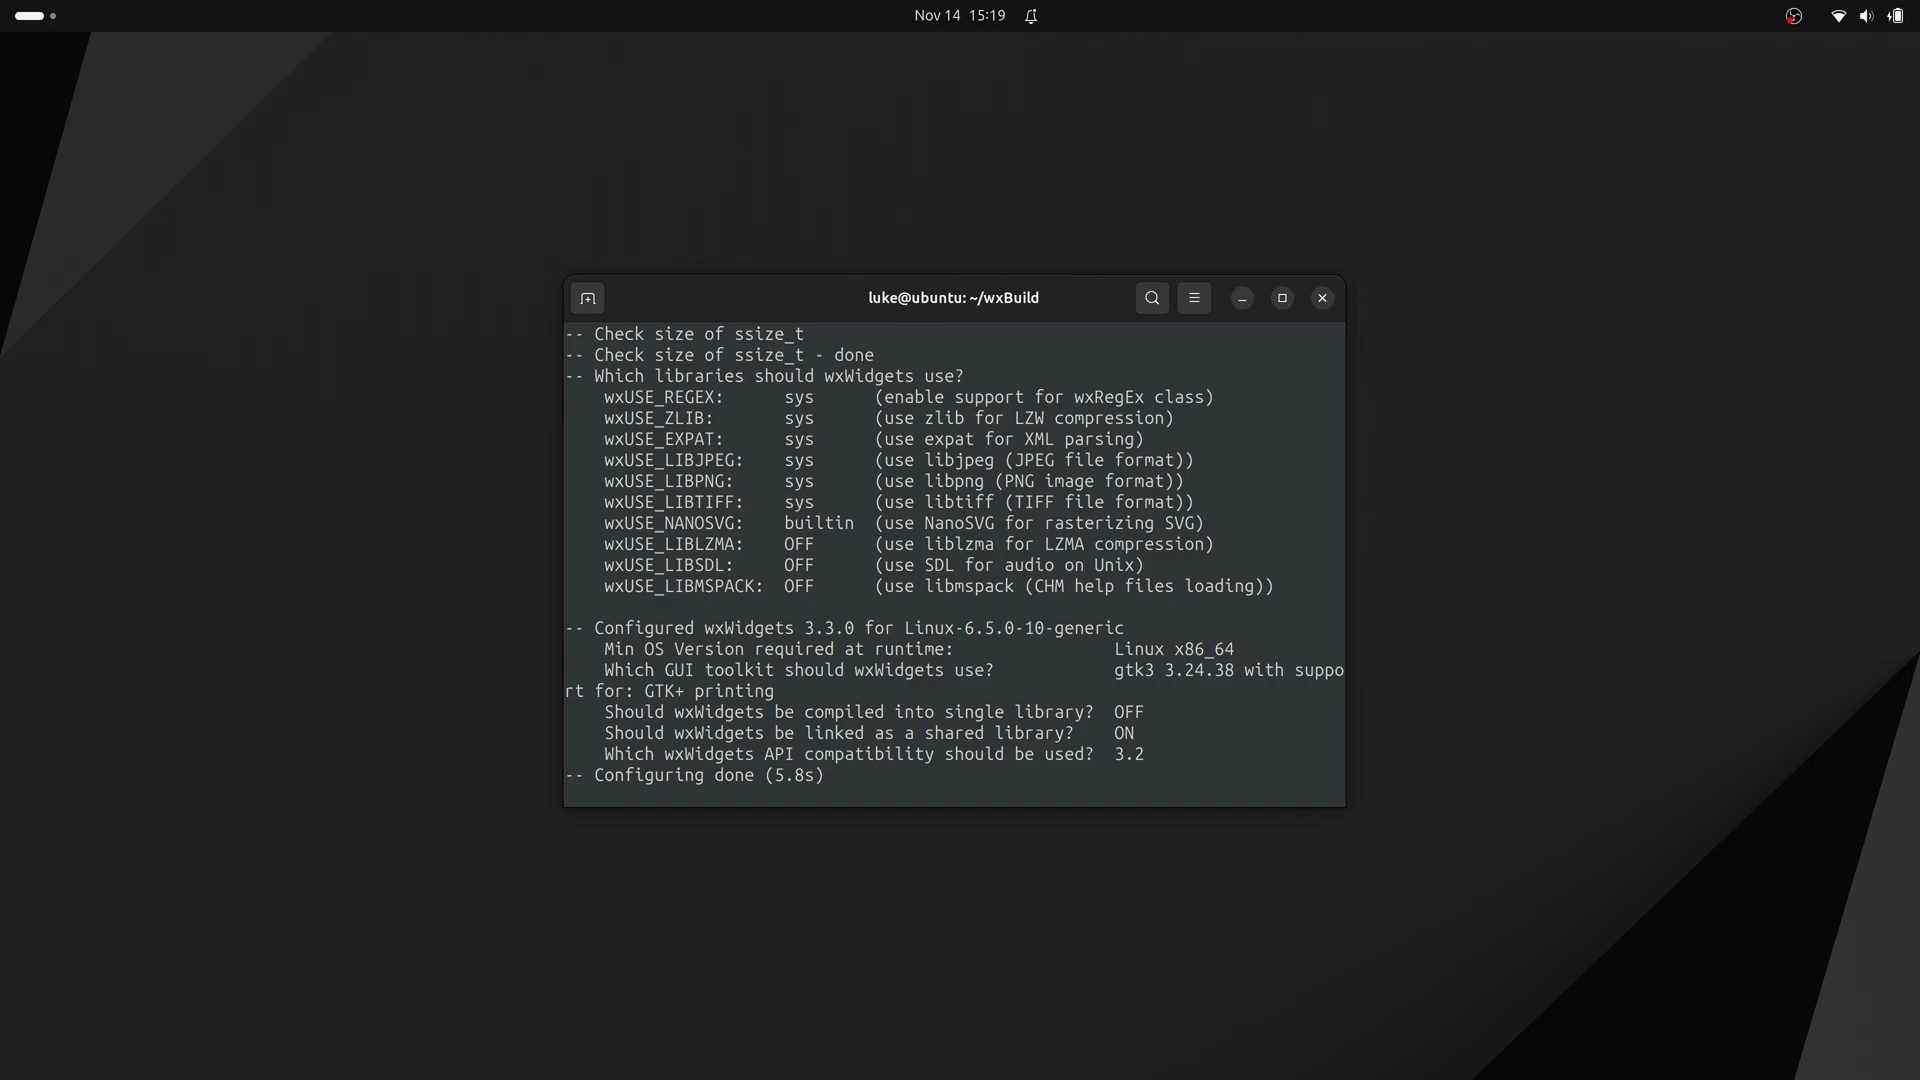 Nov 14 15:19
luke@ubuntu: ~/wxBuild
-- Check size of ssize_t
-- Check size of ssize_t - done
-- Which libraries should wxWidgets use?
    wxUSE_REGEX:      sys      (enable support for wxRegEx class)
    wxUSE_ZLIB:       sys      (use zlib for LZW compression)
    wxUSE_EXPAT:      sys      (use expat for XML parsing)
    wxUSE_LIBJPEG:    sys      (use libjpeg (JPEG file format))
    wxUSE_LIBPNG:     sys      (use libpng (PNG image format))
    wxUSE_LIBTIFF:    sys      (use libtiff (TIFF file format))
    wxUSE_NANOSVG:    builtin  (use NanoSVG for rasterizing SVG)
    wxUSE_LIBLZMA:    OFF      (use liblzma for LZMA compression)
    wxUSE_LIBSDL:     OFF      (use SDL for audio on Unix)
    wxUSE_LIBMSPACK:  OFF      (use libmspack (CHM help files loading))
-- Configured wxWidgets 3.3.0 for Linux-6.5.0-10-generic
    Min OS Version required at runtime:                Linux x86_64
    Which GUI toolkit should wxWidgets use?            gtk3 3.24.38 with suppo
rt for: GTK+ printing
    Should wxWidgets be compiled into single library?  OFF
    Should wxWidgets be linked as a shared library?    ON
    Which wxWidgets API compatibility should be used?  3.2
-- Configuring done (5.8s)